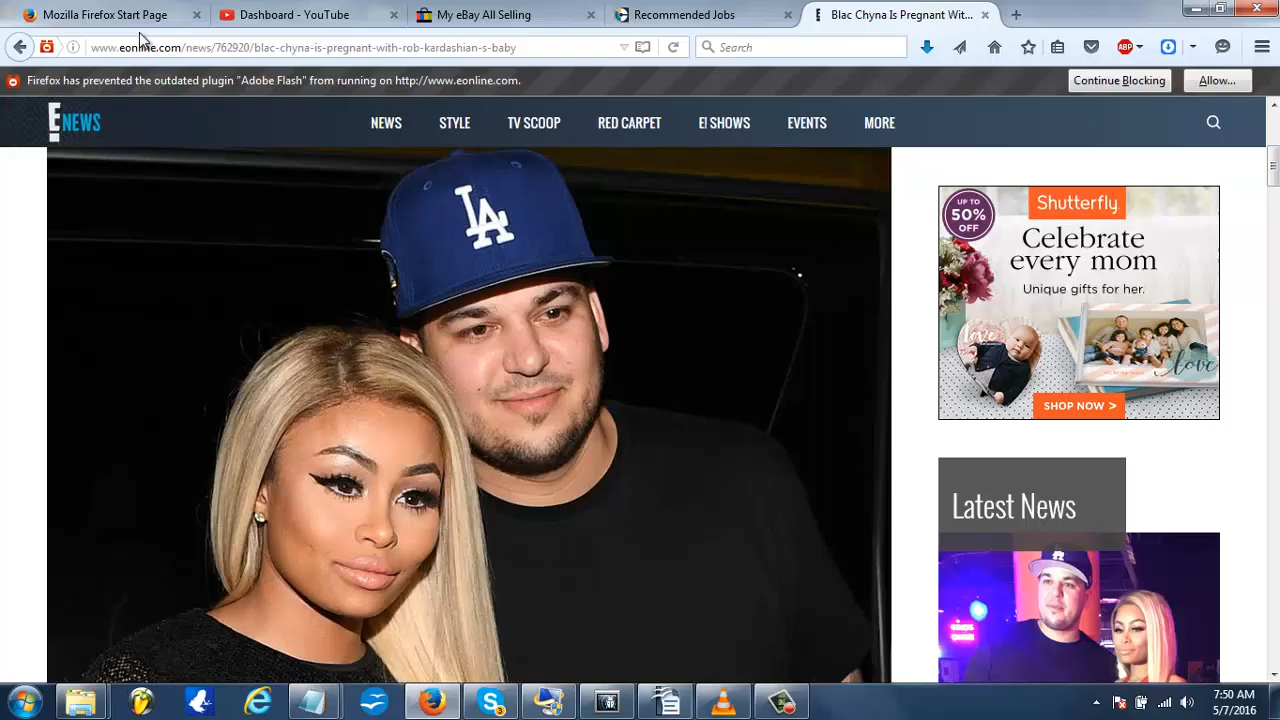 Mozilla Firefox Start Page
Dashboard - YouTube
My eBay All Selling
Recommended Jobs
Blac Chyna Is Pregnant Wit...
www.eonline.com/news/762920/blac-chyna-is-pregnant-with-rob-kardashian-s-baby
Search
ABP
Firefox has prevented the outdated plugin "Adobe Flash" from running on http://www.eonline.com.
Continue Blocking
Allow...
E! NEWS
NEWS
STYLE
TV SCOOP
RED CARPET
E! SHOWS
EVENTS
MORE
LA
UP TO
50%
OFF
Shutterfly.
Celebrate
every mom
Unique gifts for her.
love
SHOP NOW >
Latest News
7:50 AM
5/7/2016